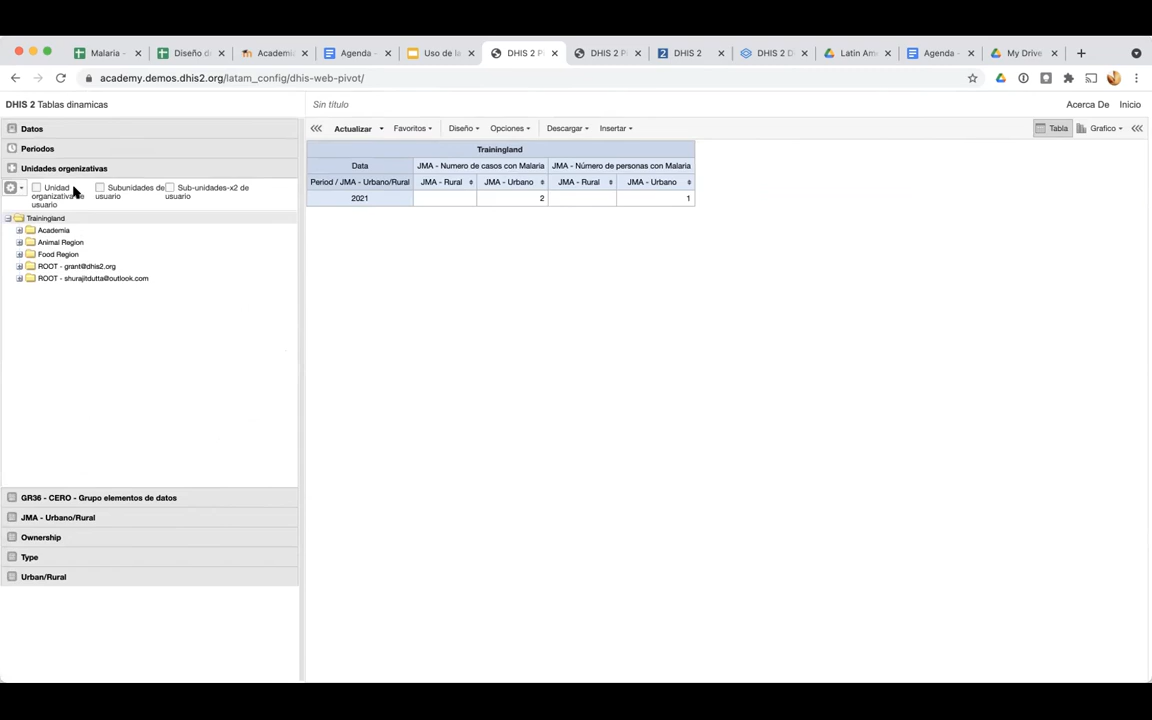 Malaria -
Diseño d
Academi
Agenda -
Uso de la
DHIS 2 P
DHIS 2 Pi
DHIS 2
DHIS 2 D
Latin Am
Agenda -
My Drive
academy.demos.dhis2.org/latam_config/dhis-web-pivot/
DHIS 2 Tablas dinamicas
Sin título
Acerca De
Inicio
Datos
Actualizar
Favoritos
Diseño
Opciones
Descargar
Insertar
Tabla
Grafico
Periodos
Unidades organizativas
Unidad organizativa de usuario
Subunidades de usuario
Sub-unidades-x2 de usuario
Trainingland
Academia
Animal Region
Food Region
ROOT - grant@dhis2.org
ROOT - shurajitdutta@outlook.com
Trainingland
Data JMA - Numero de casos con Malaria JMA - Número de personas con Malaria
Period / JMA - Urbano/Rural JMA - Rural JMA - Urbano JMA - Rural JMA - Urbano
2021 2 1
GR36 - CERO - Grupo elementos de datos
JMA - Urbano/Rural
Ownership
Type
Urban/Rural